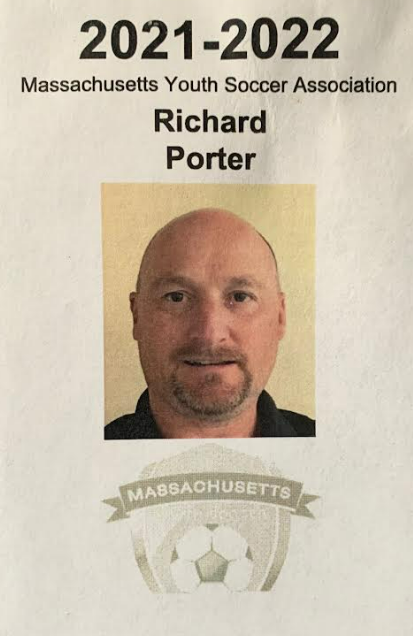 2021-2022
Massachusetts Youth Soccer Association
Richard
Porter
MASSACHUSETTS